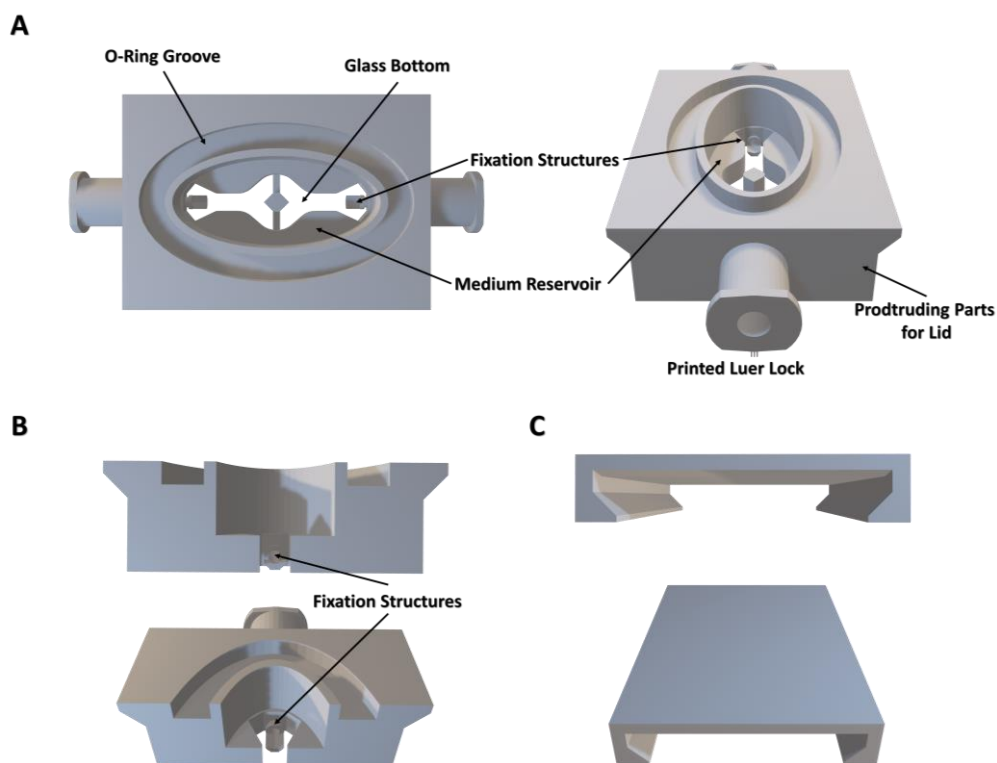 A
O-Ring Groove
Glass Bottom
Fixation Structures
Medium Reservoir
Prodtruding Parts
for Lid
Printed Luer Lock
B
C
Fixation Structures